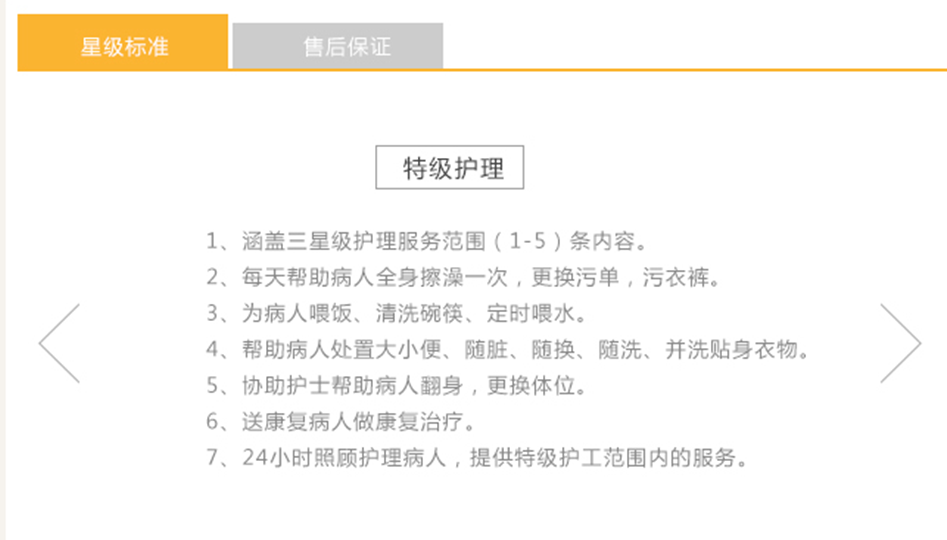 星级标准
售后保证
特级护理
1、涵盖三星级护理服务范围(1-5)条内容。
2、每天帮助病人全身擦澡一次，更换污单，污衣裤。
3、为病人喂饭、清洗碗筷、定时喂水。
4、帮助病人处置大小便、随脏、随换、随洗、并洗贴身衣物。
5、协助护士帮助病人翻身，更换体位。
6、送康复病人做康复治疗。
7、24小时照顾护理病人，提供特级护工范围内的服务。